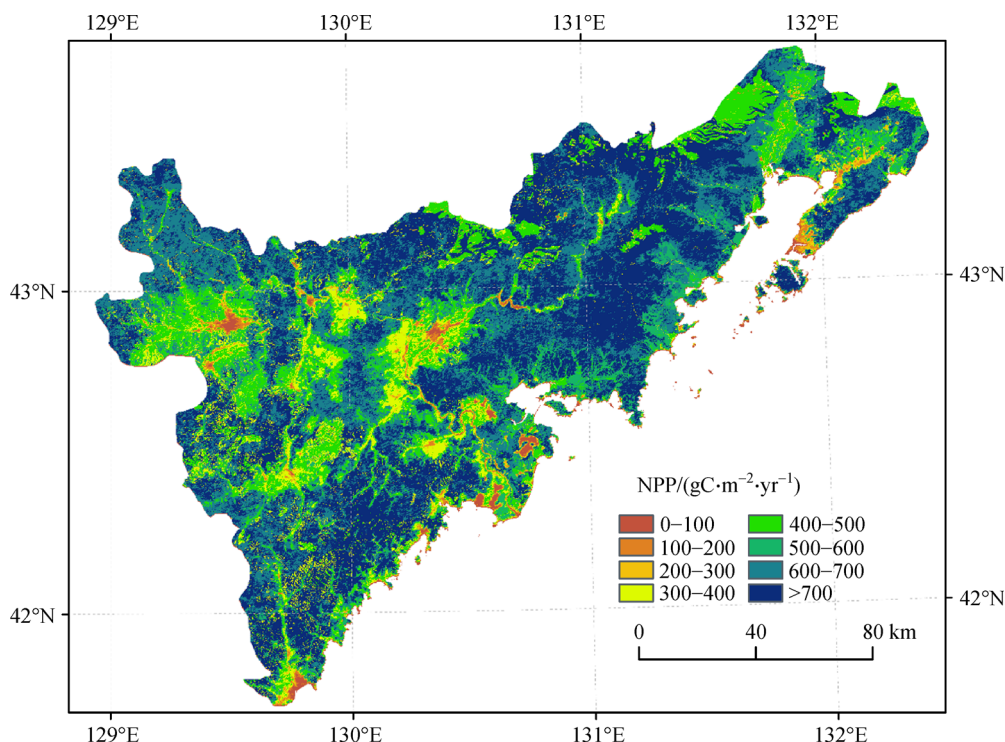 129°E 130°E 131°E 132°E
43°N 43°N
NPP/(gC·m⁻²·yr⁻¹)
0−100 400−500
100−200 500−600
200−300 600−700
300−400 >700
42°N 42°N
0 40 80 km
129°E 130°E 131°E 132°E